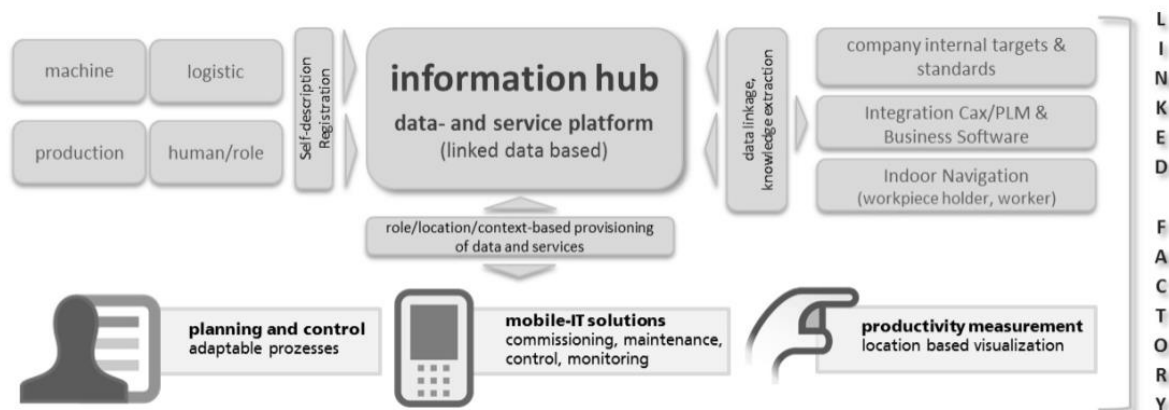 machine
logistic
production
human/role
Self-description
Registration
information hub
data- and service platform
(linked data based)
data linkage,
knowledge extraction
company internal targets &
standards
Integration Cax/PLM &
Business Software
Indoor Navigation
(workpiece holder, worker)
role/location/context-based provisioning
of data and services
planning and control
adaptable prozesses
mobile-IT solutions
commissioning, maintenance,
control, monitoring
productivity measurement
location based visualization
LINKED FACTORY